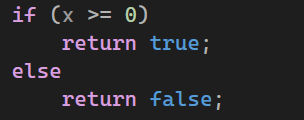 if (x >= 0)
    return true;
else
    return false;